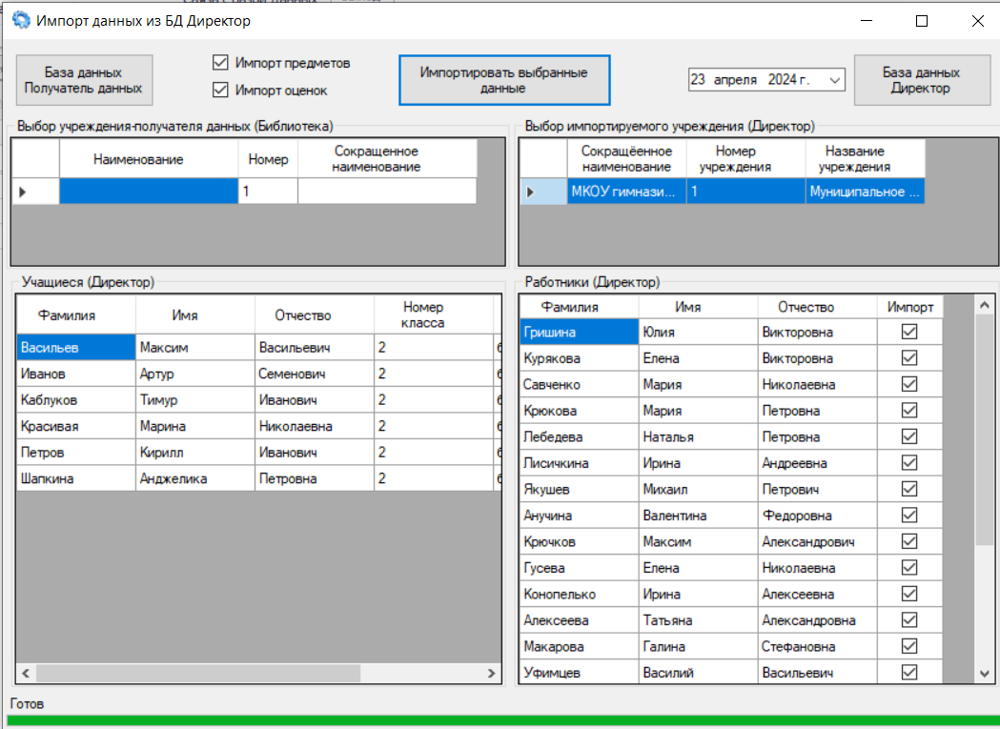 Импорт данных из БД Директор
База данных
Получатель данных
Импорт предметов
Импорт оценок
Импортировать выбранные
данные
23 апреля 2024 г.
База данных
Директор
Выбор учреждения-получателя данных (Библиотека)
Наименование Номер Сокращенное
наименование
1
Выбор импортируемого учреждения (Директор)
Сокращёенное
наименование Номер
учреждения Название
учреждения
МКОУ гимнази... 1 Муниципальное ...
Учащиеся (Директор)
Фамилия Имя Отчество Номер
класса
Васильев Максим Васильевич 2
Иванов Артур Семенович 2
Каблуков Тимур Иванович 2
Красивая Марина Николаевна 2
Петров Кирилл Иванович 2
Шапкина Анджелика Петровна 2
Работники (Директор)
Фамилия Имя Отчество Импорт
Гришина Юлия Викторовна
Курякова Елена Викторовна
Савченко Мария Николаевна
Крюкова Мария Петровна
Лебедева Наталья Петровна
Лисичкина Ирина Андреевна
Якушев Михаил Петрович
Анучина Валентина Федоровна
Крючков Максим Александрович
Гусева Елена Николаевна
Конопелько Ирина Алексеевна
Алексеева Татьяна Александровна
Макарова Галина Стефановна
Уфимцев Василий Васильевич
Готов